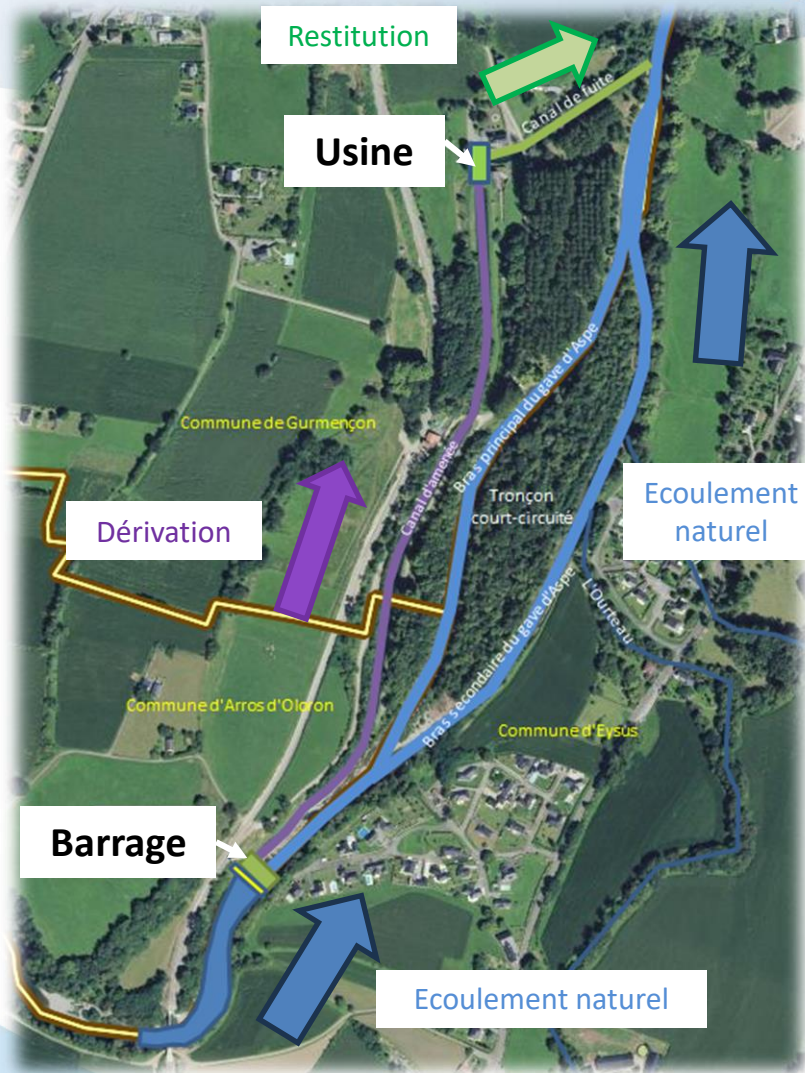 Restitution
Canal de fuite
Usine
Bras principal du gave d'Aspe
Commune de Gurmençon
Canal d'amenée
Tronçon
court-circuité
Ecoulement
naturel
Dérivation
L'Ourteau
Bras secondaire du gave d'Aspe
Commune d'Arros d'Oloron
Commune d'Eysus
Barrage
Ecoulement naturel